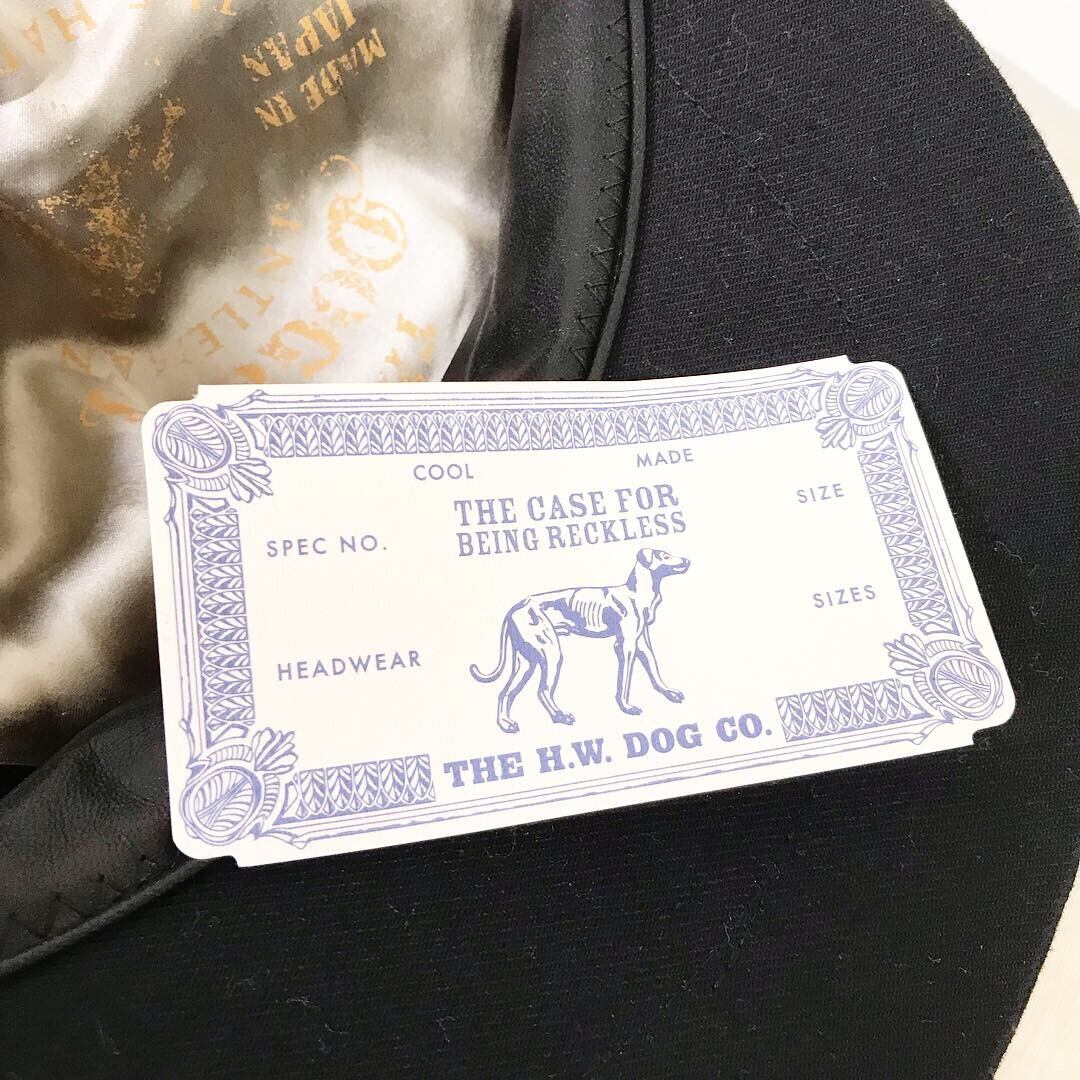 MADE IN
JAPAN
COOL MADE
THE CASE FOR
BEING RECKLESS
SIZE
SPEC NO.
SIZES
HEADWEAR
THE H.W. DOG CO.